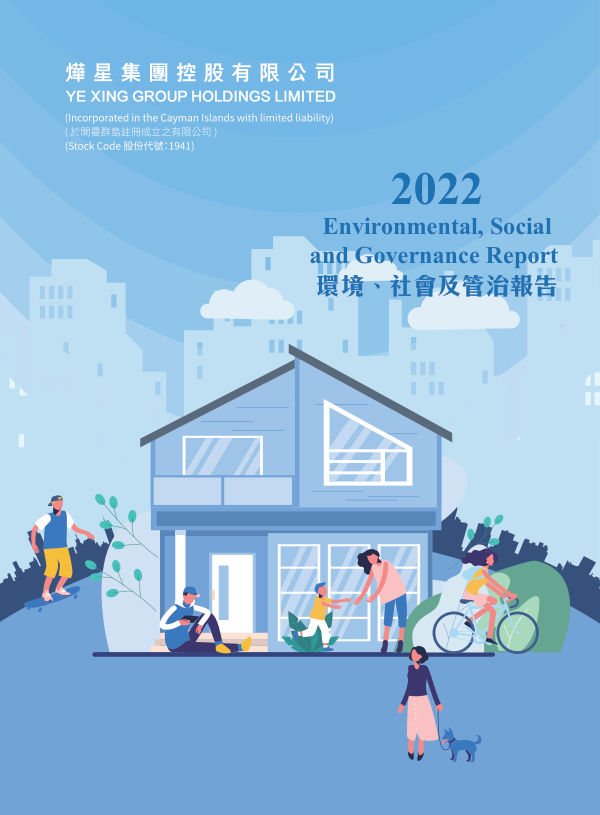 燁星集團控股有限公司
YE XING GROUP HOLDINGS LIMITED
(Incorporated in the Cayman Islands with limited liability)
(於開曼群島註冊成立之有限公司)
(Stock Code 股份代號：1941)
2022
Environmental, Social
and Governance Report
環境、社會及管治報告